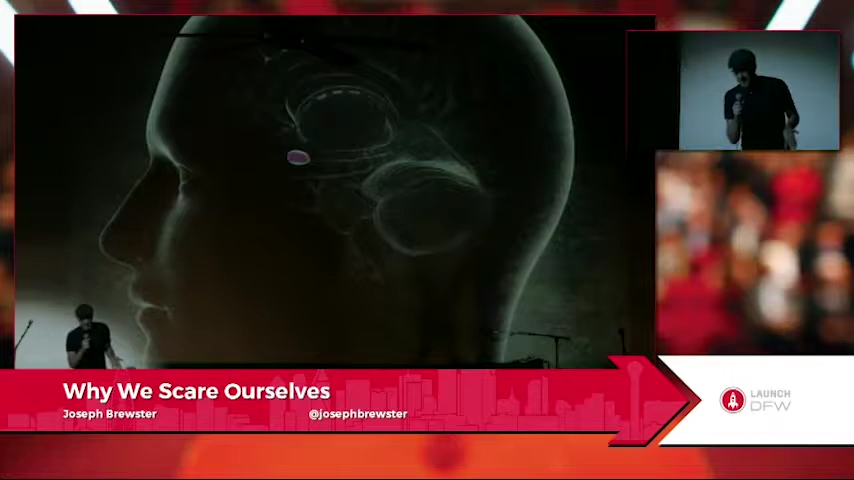 Why We Scare Ourselves
Joseph Brewster @josephbrewster
LAUNCH
DFW